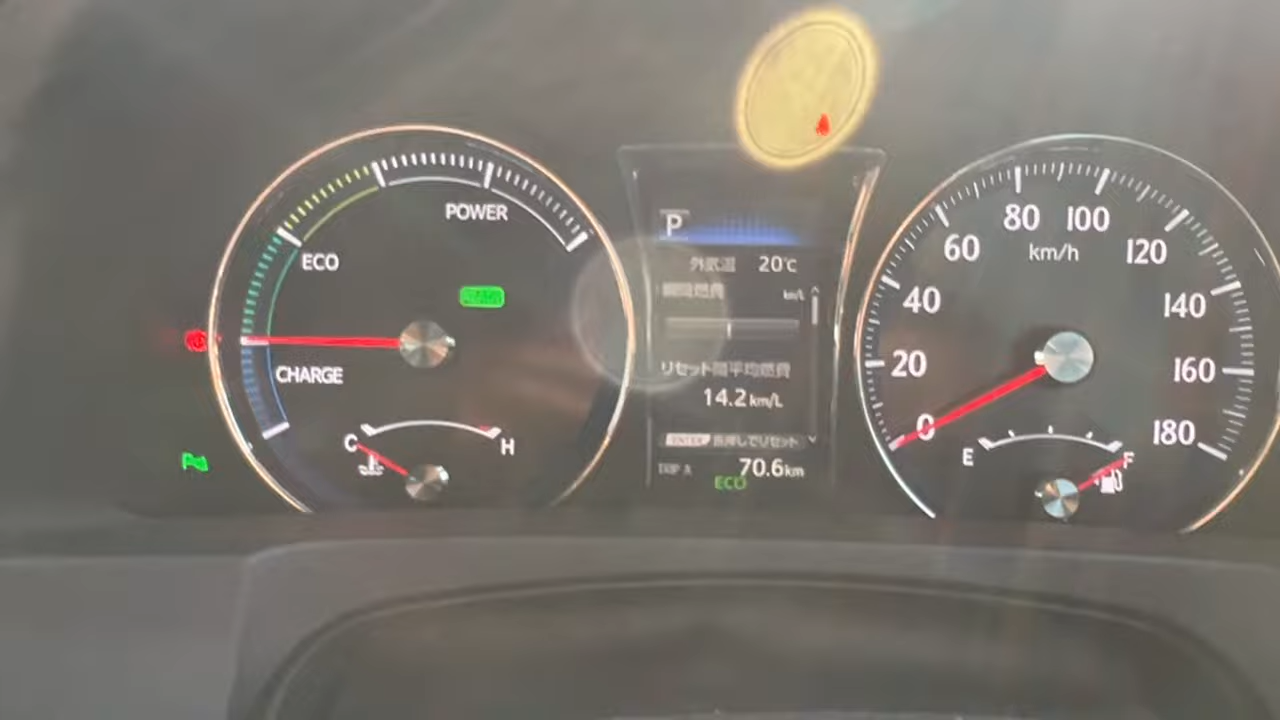 POWER
ECO
CHARGE
C
H
P
外気温 20℃
瞬間燃費 km/L
リセット間平均燃費
14.2 km/L
ENTER 長押しでリセット
TRIP A 70.6 km
ECO
0
20
40
60
80
100
120
140
160
180
km/h
E
F